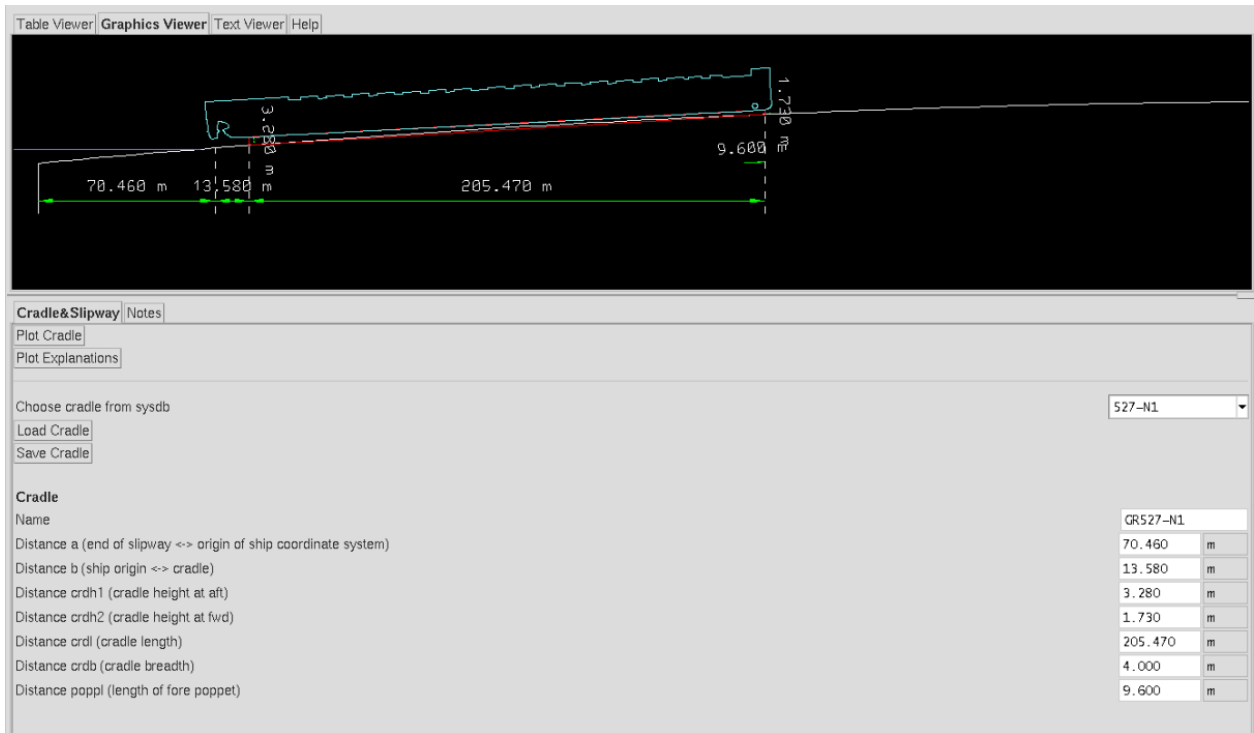 Table Viewer Graphics Viewer Text Viewer Help
3.280 m
1.730 m
9.600 m
70.460 m 13.580 m 205.470 m
Cradle&Slipway Notes
Plot Cradle
Plot Explanations
Choose cradle from sysdb 527-N1
Load Cradle
Save Cradle
Cradle
Name GR527-N1
Distance a (end of slipway <-> origin of ship coordinate system) 70.460 m
Distance b (ship origin <-> cradle) 13.580 m
Distance crdh1 (cradle height at aft) 3.280 m
Distance crdh2 (cradle height at fwd) 1.730 m
Distance crdl (cradle length) 205.470 m
Distance crdb (cradle breadth) 4.000 m
Distance poppl (length of fore poppet) 9.600 m